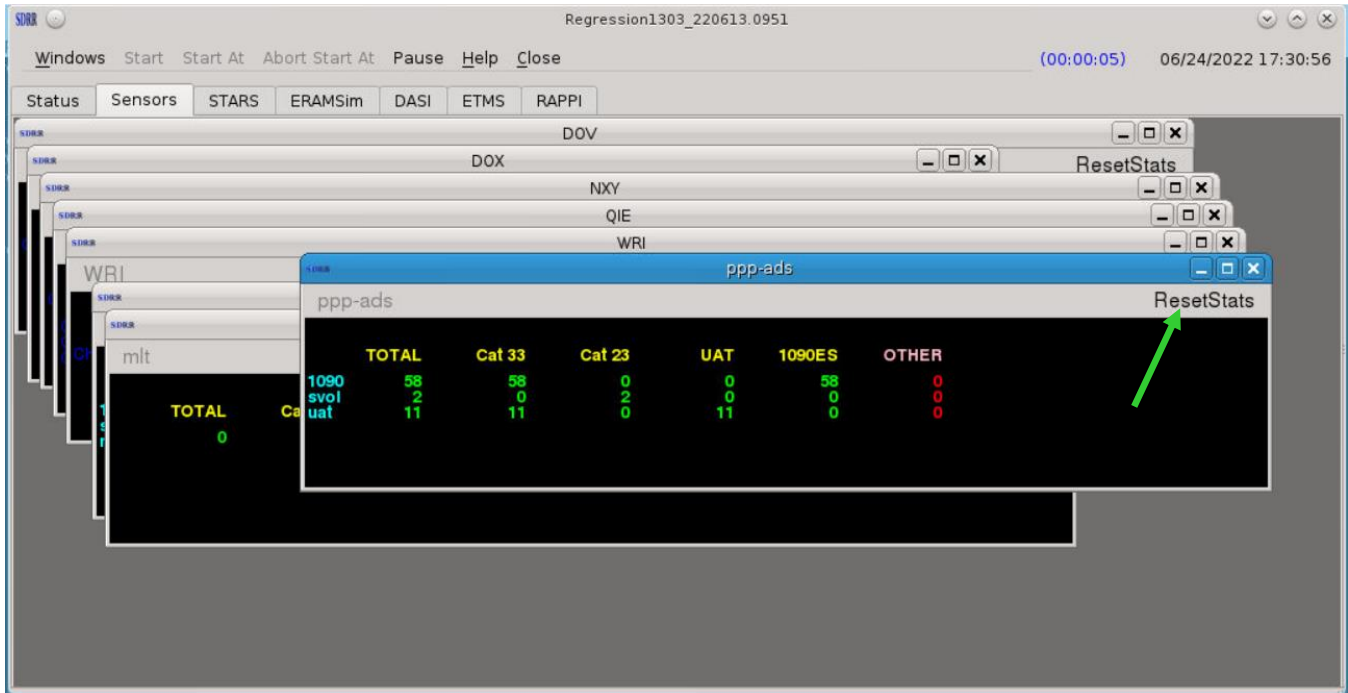 SDRR Regression1303_220613.0951
Windows Start Start At Abort Start At Pause Help Close (00:00:05) 06/24/2022 17:30:56
Status Sensors STARS ERAMSim DASI ETMS RAPPI
SDRR DOV
SDRR DOX ResetStats
SDRR NXY
SDRR QIE
SDRR WRI
WRI
SDRR ppp-ads
ppp-ads ResetStats
SDRR
SDRR
mlt
TOTAL Cat 33 Cat 23 UAT 1090ES OTHER
1090 58 58 0 0 58 0
svol 2 0 2 0 0 0
uat 11 11 0 11 0 0
TOTAL Ca
0